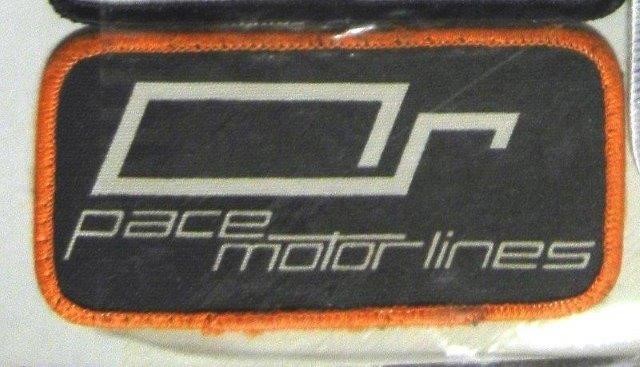 pace
motor lines